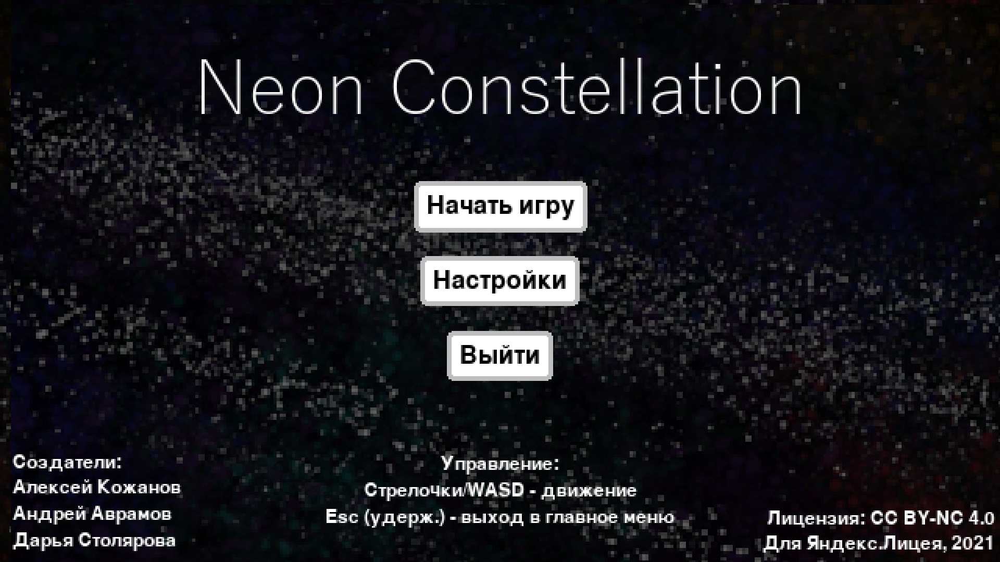 Neon Constellation
Начать игру
Настройки
Выйти
Создатели:
Алексей Кожанов
Андрей Аврамов
Дарья Столярова
Управление:
Стрелочки/WASD - движение
Esc (удерж.) - выход в главное меню
Лицензия: CC BY-NC 4.0
Для Яндекс.Лицея, 2021